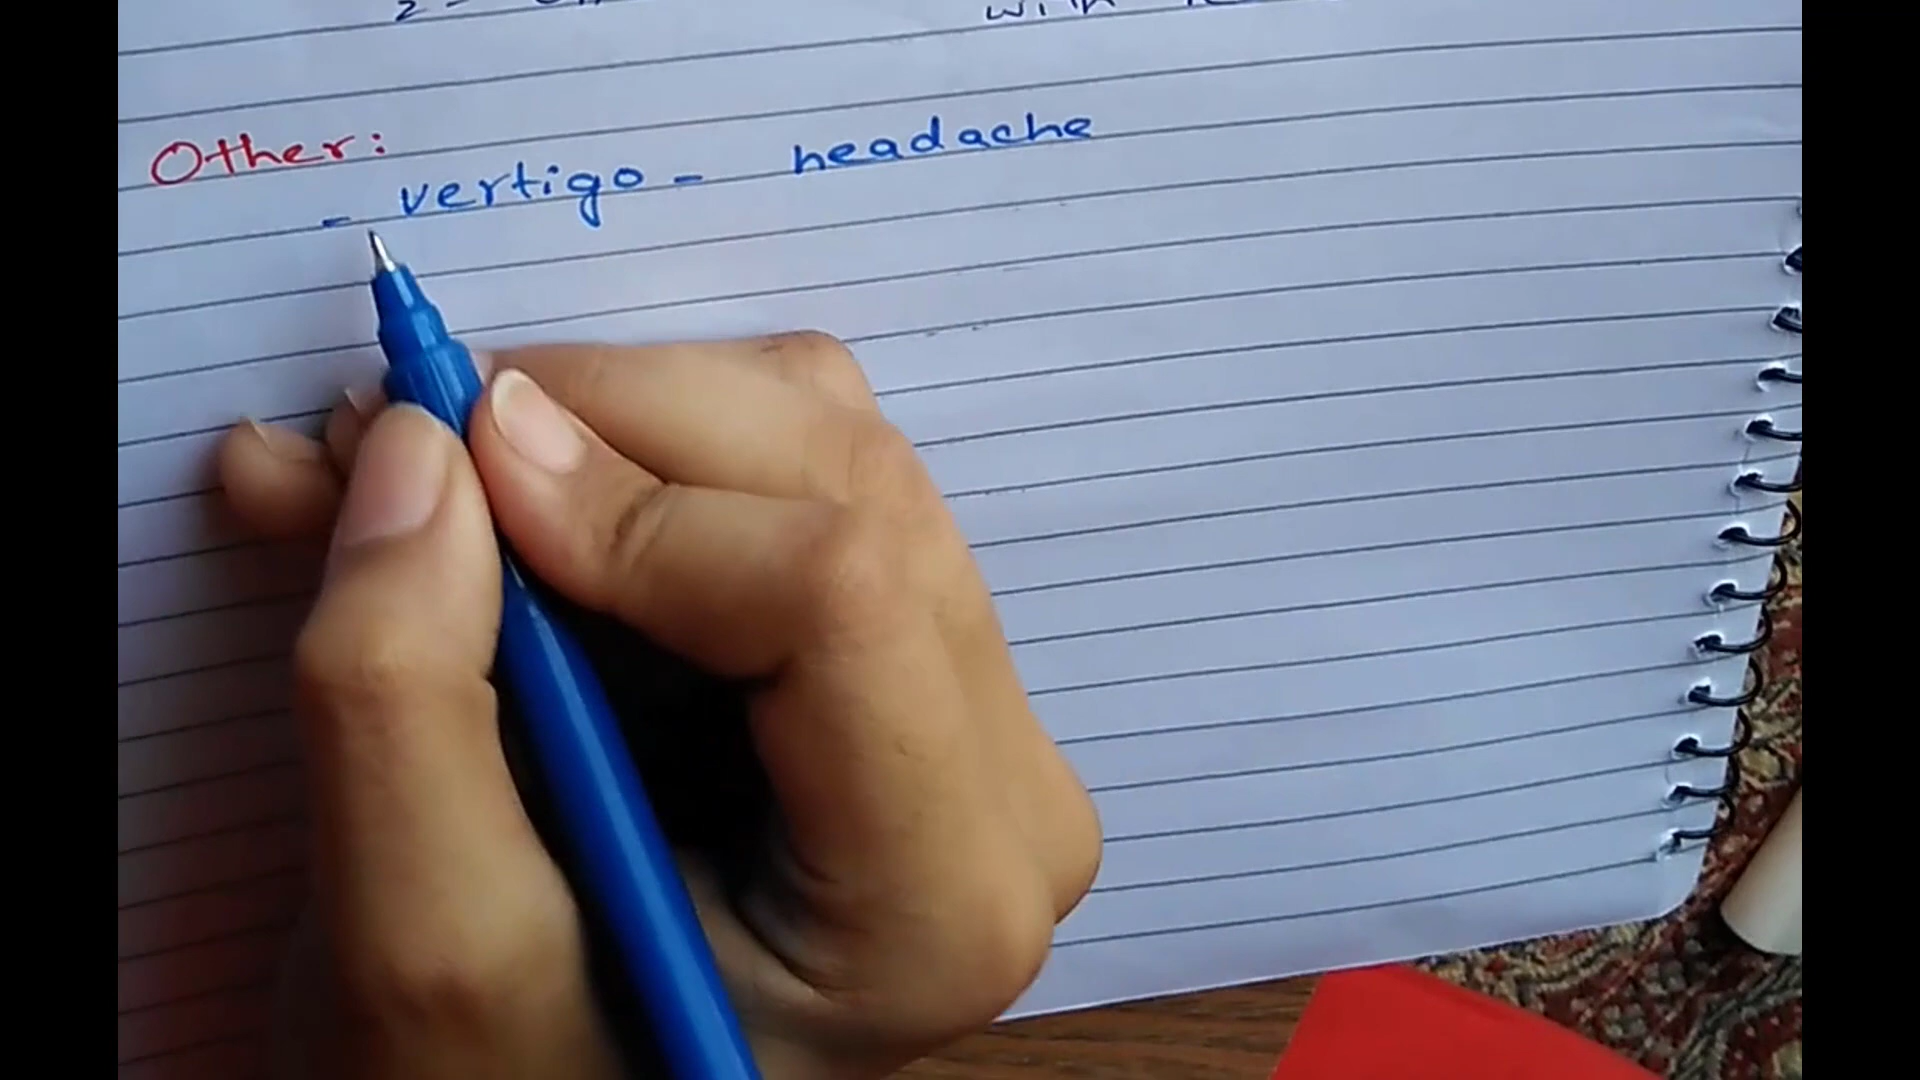 Other:
- vertigo - headache